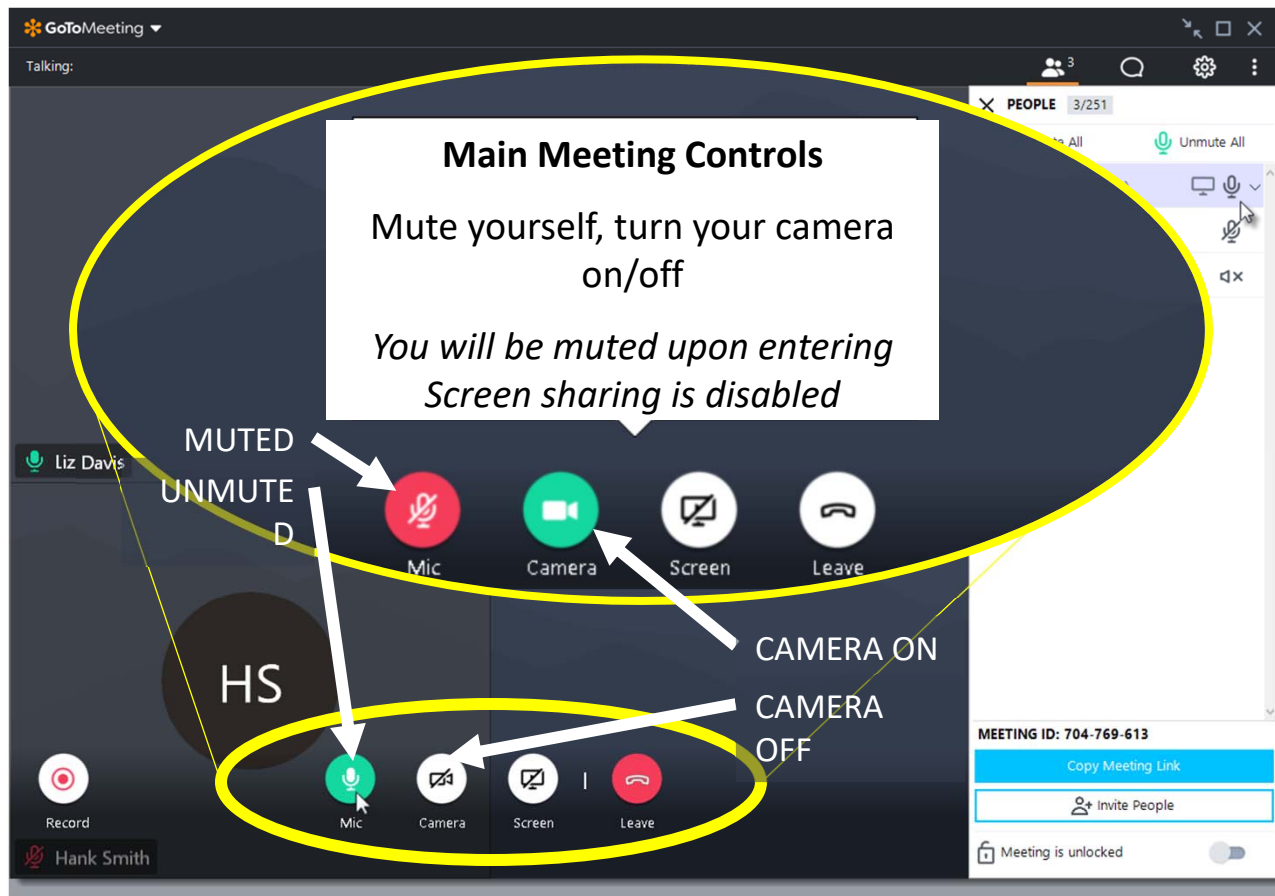 GoToMeeting
Talking:
3
PEOPLE 3/251
All
Unmute All
Main Meeting Controls
Mute yourself, turn your camera
on/off
You will be muted upon entering
Screen sharing is disabled
MUTED
Liz Davis
UNMUTE
D
Mic Camera Screen Leave
CAMERA ON
HS
CAMERA
OFF
MEETING ID: 704-769-613
Copy Meeting Link
Invite People
Record Mic Camera Screen Leave
Hank Smith
Meeting is unlocked